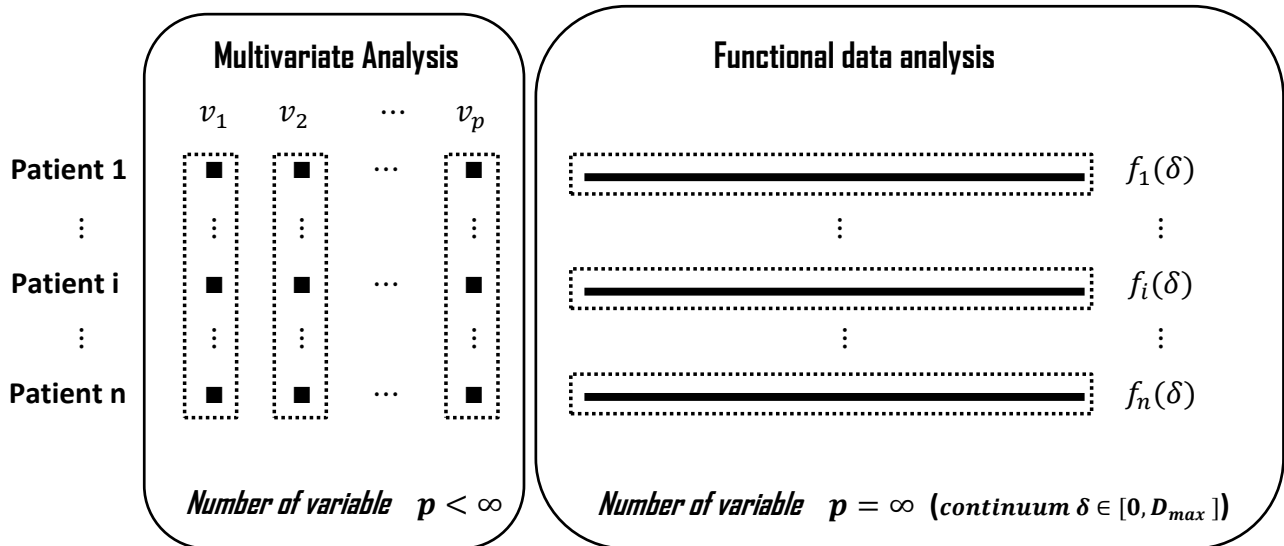 Multivariate Analysis Functional data analysis
v₁ v₂ ⋯ vₚ
Patient 1 ⋯ f₁(δ)
⋮ ⋮ ⋮ ⋮ ⋮ ⋮
Patient i ⋯ fᵢ(δ)
⋮ ⋮ ⋮ ⋮ ⋮ ⋮
Patient n ⋯ fₙ(δ)
Number of variable p < ∞ Number of variable p = ∞ (continuum δ ∈ [0, D_max ])